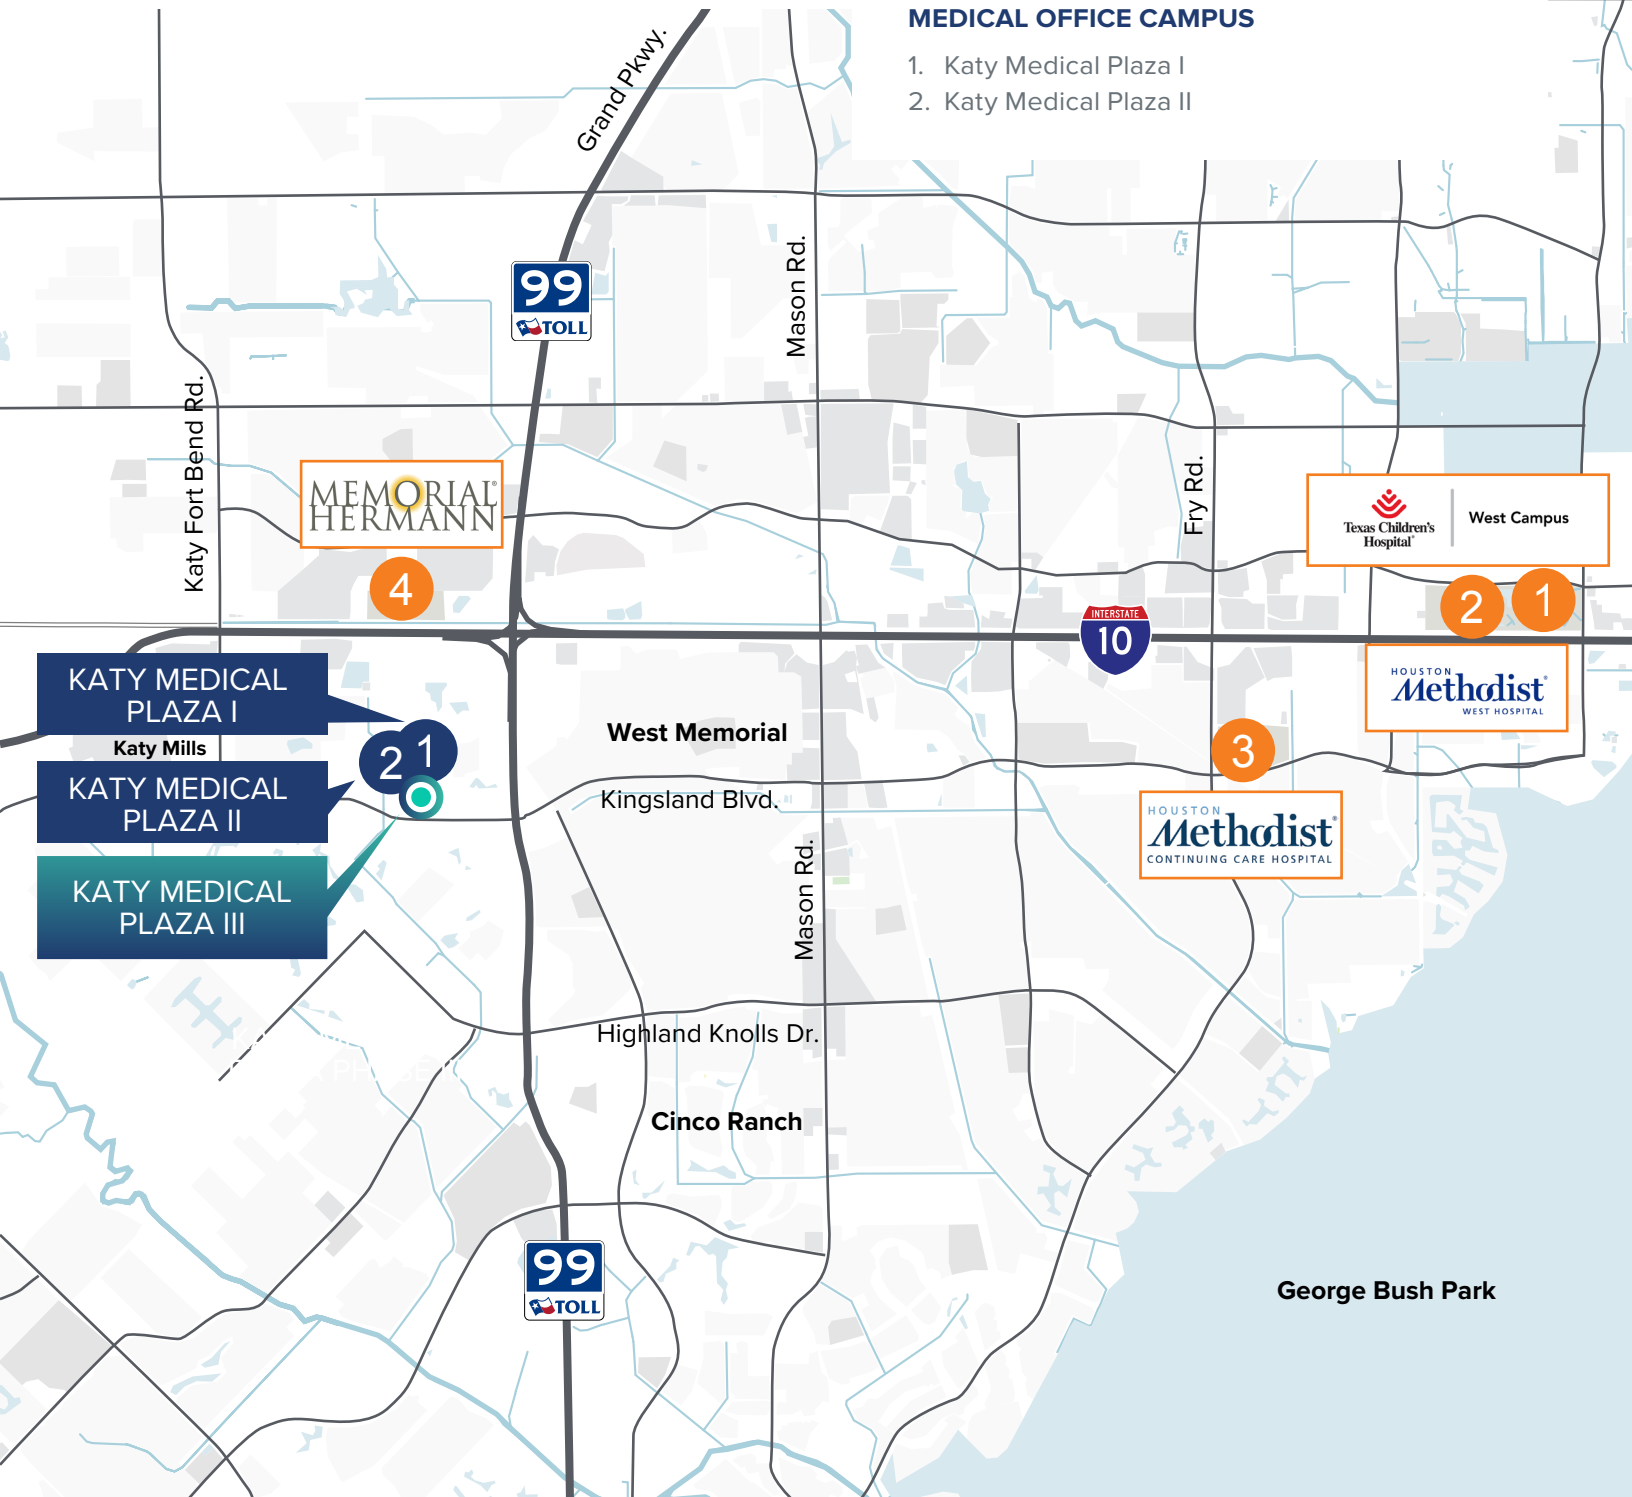 MEDICAL OFFICE CAMPUS
1. Katy Medical Plaza I
2. Katy Medical Plaza II
Grand Pkwy.
99
TOLL
Mason Rd.
Katy Fort Bend Rd.
MEMORIAL®
HERMANN
4
Fry Rd.
Texas Children's
Hospital®
West Campus
2
1
INTERSTATE
10
HOUSTON
Methodist®
WEST HOSPITAL
KATY MEDICAL
PLAZA I
Katy Mills
2
1
West Memorial
3
KATY MEDICAL
PLAZA II
Kingsland Blvd.
HOUSTON
Methodist®
CONTINUING CARE HOSPITAL
KATY MEDICAL
PLAZA III
Mason Rd.
Highland Knolls Dr.
Cinco Ranch
99
TOLL
George Bush Park